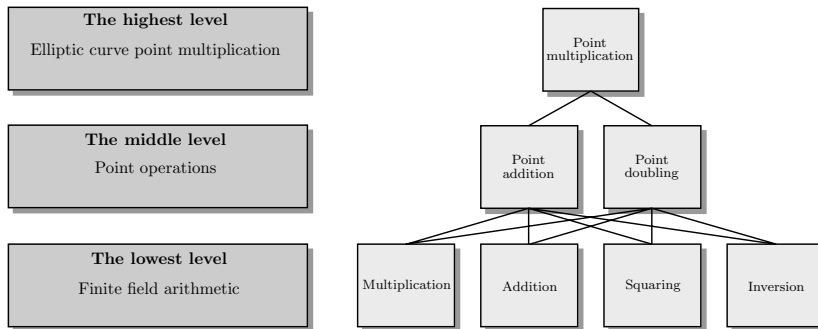 The highest level
Elliptic curve point multiplication
Point
multiplication
The middle level
Point operations
Point
addition
Point
doubling
The lowest level
Finite field arithmetic
Multiplication
Addition
Squaring
Inversion